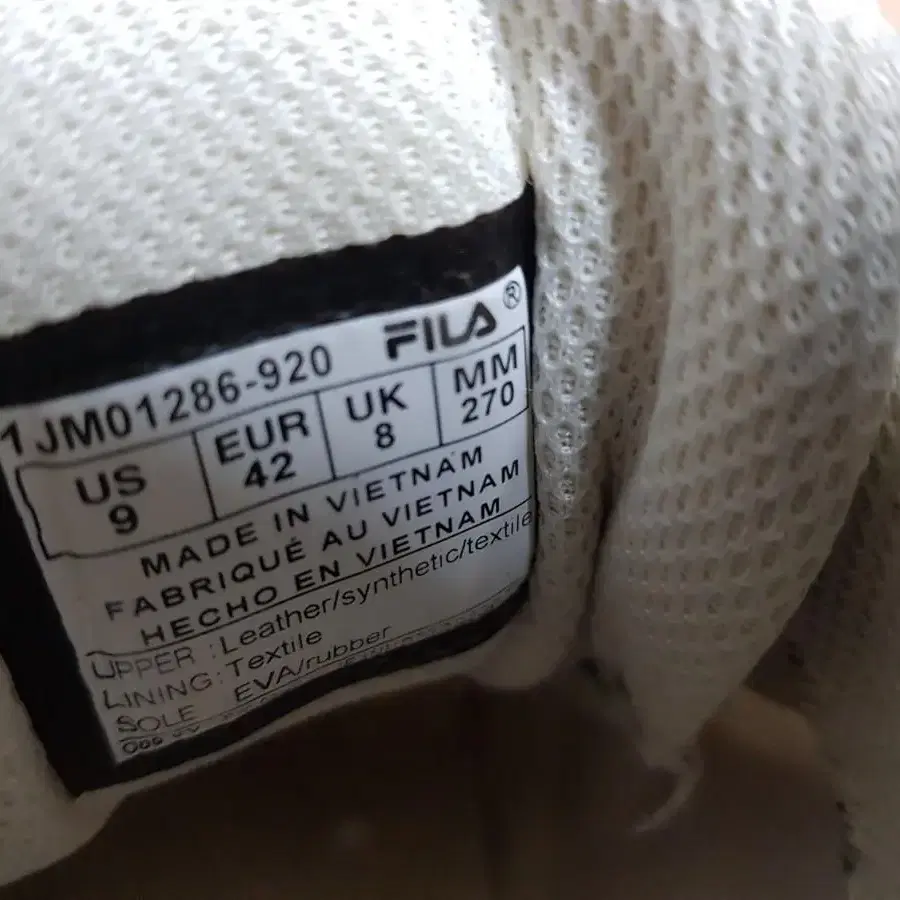 FILA®
1JM01286-920
US EUR UK MM
9 42 8 270
MADE IN VIETNAM
FABRIQUÉ AU VIETNAM
HECHO EN VIETNAM
UPPER :Leather/synthetic/textile
LINING:Textile
SOLE EVA/rubber